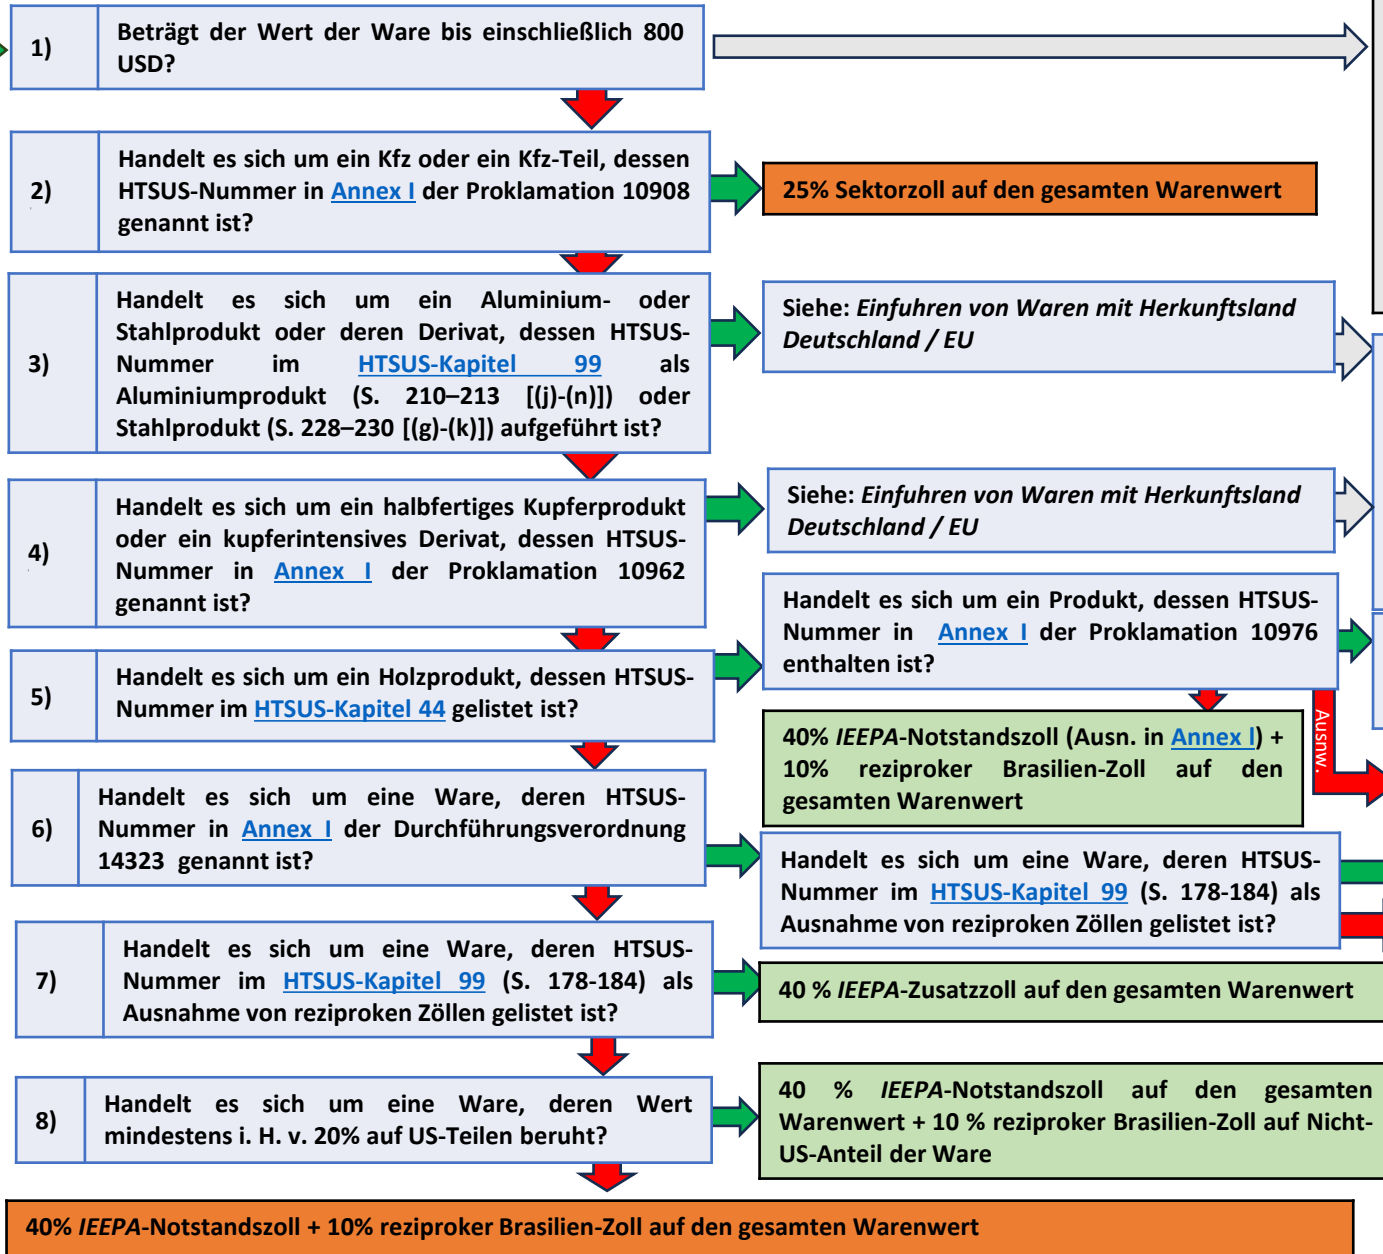 1)
Beträgt der Wert der Ware bis einschließlich 800
USD?
2)
Handelt es sich um ein Kfz oder ein Kfz-Teil, dessen
HTSUS-Nummer in Annex I der Proklamation 10908
genannt ist?
25% Sektorzoll auf den gesamten Warenwert
3)
Handelt es sich um ein Aluminium- oder
Stahlprodukt oder deren Derivat, dessen HTSUS-
Nummer im HTSUS-Kapitel 99 als
Aluminiumprodukt (S. 210–213 [(j)-(n)]) oder
Stahlprodukt (S. 228–230 [(g)-(k)]) aufgeführt ist?
Siehe: Einfuhren von Waren mit Herkunftsland
Deutschland / EU
4)
Handelt es sich um ein halbfertiges Kupferprodukt
oder ein kupferintensives Derivat, dessen HTSUS-
Nummer in Annex I der Proklamation 10962
genannt ist?
Siehe: Einfuhren von Waren mit Herkunftsland
Deutschland / EU
5)
Handelt es sich um ein Holzprodukt, dessen HTSUS-
Nummer im HTSUS-Kapitel 44 gelistet ist?
Handelt es sich um ein Produkt, dessen HTSUS-
Nummer in Annex I der Proklamation 10976
enthalten ist?
Ausnw.
40% IEEPA-Notstandszoll (Ausn. in Annex I) +
10% reziproker Brasilien-Zoll auf den
gesamten Warenwert
6)
Handelt es sich um eine Ware, deren HTSUS-
Nummer in Annex I der Durchführungsverordnung
14323 genannt ist?
Handelt es sich um eine Ware, deren HTSUS-
Nummer im HTSUS-Kapitel 99 (S. 178-184) als
Ausnahme von reziproken Zöllen gelistet ist?
7)
Handelt es sich um eine Ware, deren HTSUS-
Nummer im HTSUS-Kapitel 99 (S. 178-184) als
Ausnahme von reziproken Zöllen gelistet ist?
40 % IEEPA-Zusatzzoll auf den gesamten Warenwert
8)
Handelt es sich um eine Ware, deren Wert
mindestens i. H. v. 20% auf US-Teilen beruht?
40 % IEEPA-Notstandszoll auf den gesamten
Warenwert + 10 % reziproker Brasilien-Zoll auf Nicht-
US-Anteil der Ware
40% IEEPA-Notstandszoll + 10% reziproker Brasilien-Zoll auf den gesamten Warenwert